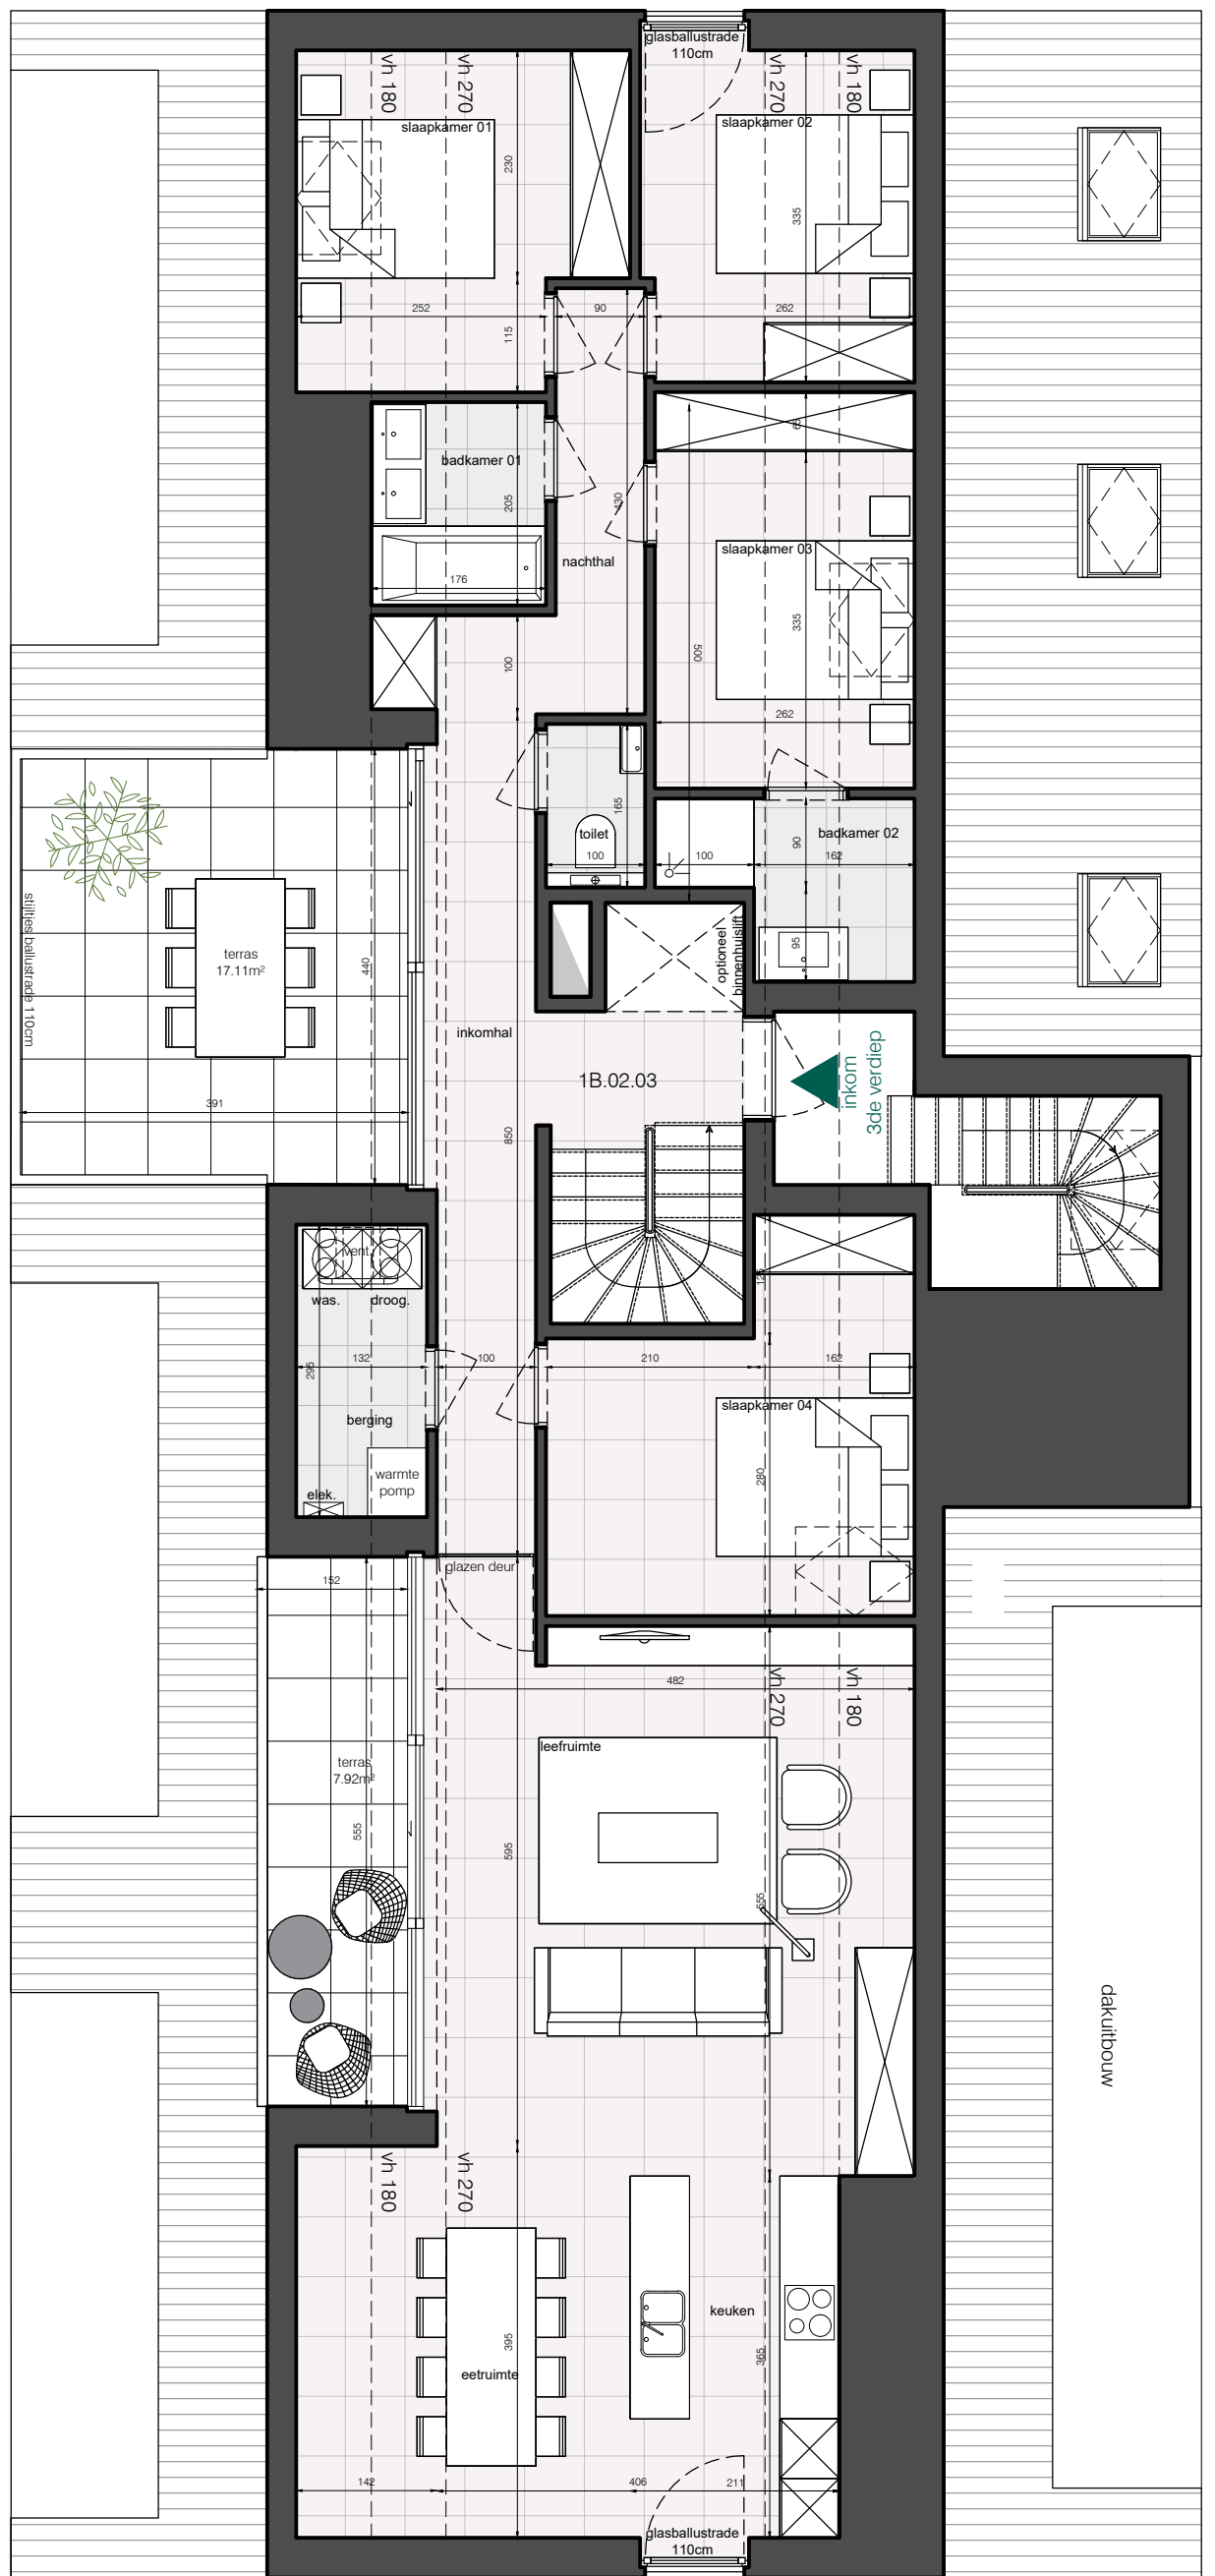 glasballustrade
110cm
vh 180
vh 270
vh 270
vh 180
slaapkamer 01
slaapkamer 02
230
335
252
90
262
115
65
badkamer 01
205
430
nachthal
slaapkamer 03
176
335
100
500
262
165
toilet
100
100
badkamer 02
90
162
stijltjes ballustrade 110cm
terras
17.11m²
440
optioneel
binnenhuislift
95
inkomhal
1B.02.03
inkom
3de verdiep
391
850
vent.
was.
droog.
125
132
100
210
162
295
berging
slaapkamer 04
warmte
pomp
elek.
280
glazen deur
152
482
vh 270
vh 180
leefruimte
terras
7.92m²
555
595
555
dakuitbouw
vh 180
vh 270
keuken
395
365
eetruimte
142
406
211
glasballustrade
110cm